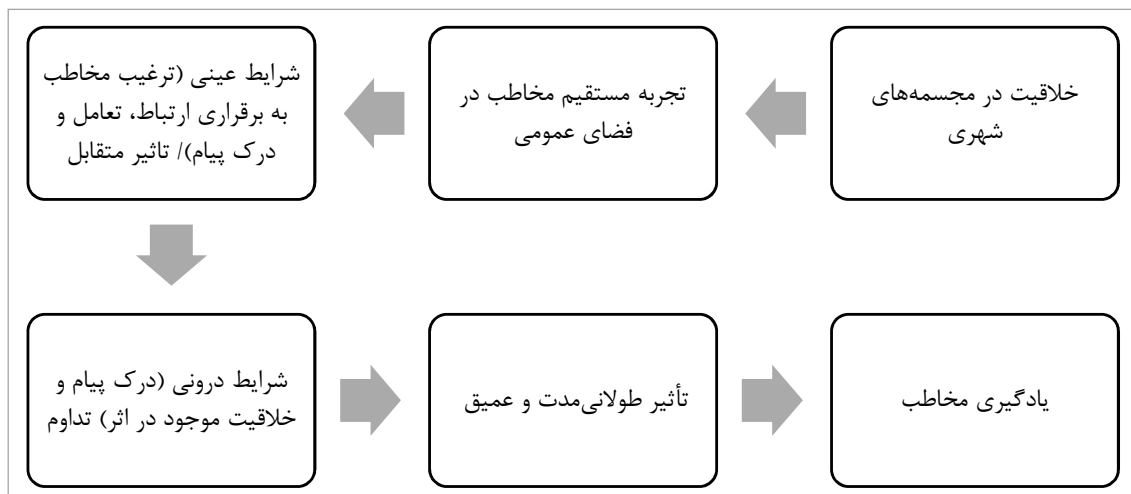 خلاقیت در مجسمه‌های
شهری
تجربه مستقیم مخاطب در
فضای عمومی
شرایط عینی (ترغیب مخاطب
به برقراری ارتباط، تعامل و
درک پیام)/ تاثیر متقابل
شرایط درونی (درک پیام و
خلاقیت موجود در اثر) تداوم
تأثیر طولانی‌مدت و عمیق
یادگیری مخاطب